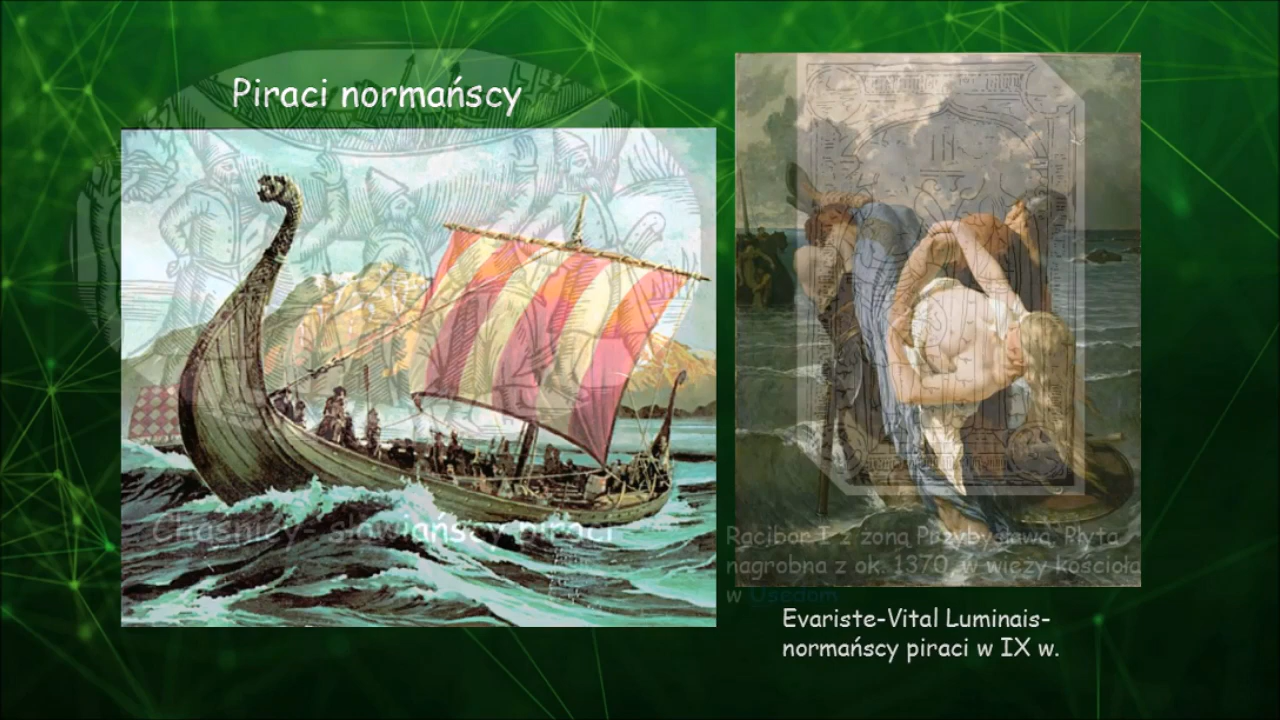 Piraci normańscy
Chąśnicy- słowiańscy piraci
Racibor I z żoną Przybysławą. Płyta
nagrobna z ok. 1370, w wieży kościoła
w Usedom
Evariste-Vital Luminais-
normańscy piraci w IX w.